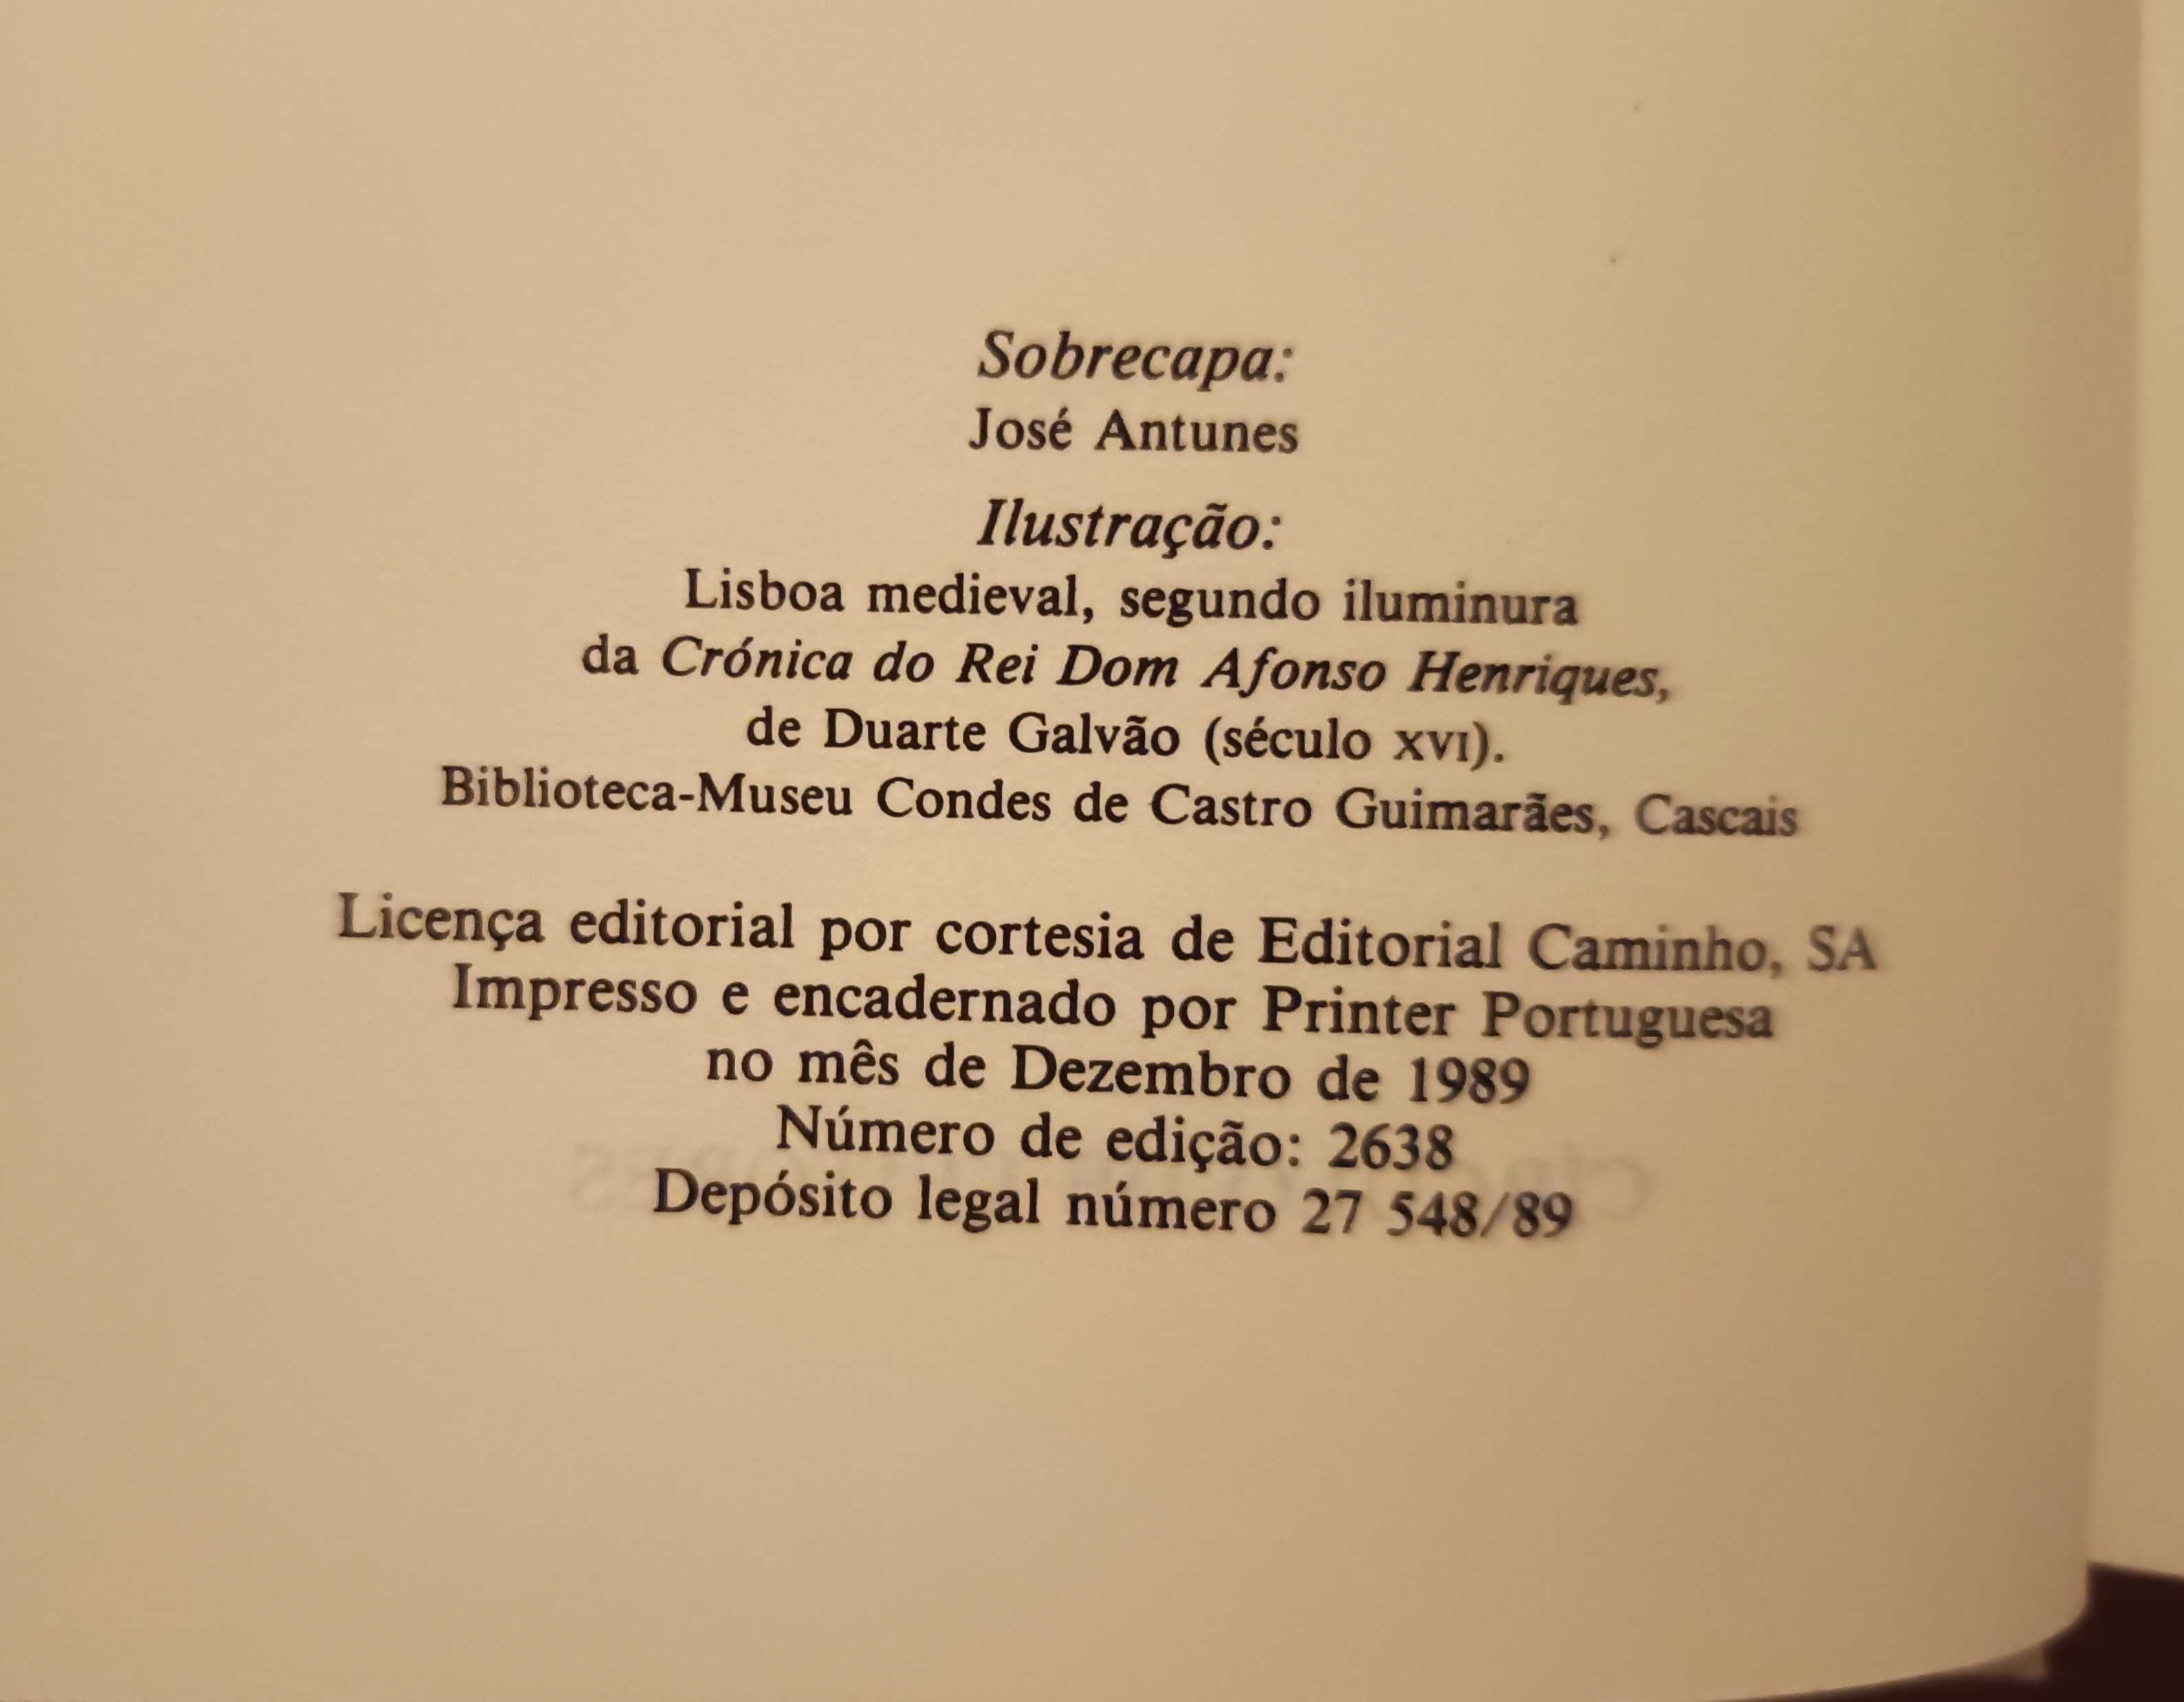 Sobrecapa:
José Antunes
Ilustração:
Lisboa medieval, segundo iluminura
da Crónica do Rei Dom Afonso Henriques,
de Duarte Galvão (século XVI).
Biblioteca-Museu Condes de Castro Guimarães, Cascais
Licença editorial por cortesia de Editorial Caminho, SA
Impresso e encadernado por Printer Portuguesa
no mês de Dezembro de 1989
Número de edição: 2638
Depósito legal número 27 548/89